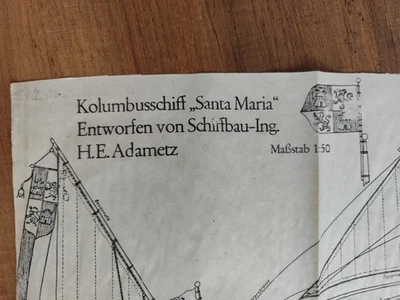 Kolumbusschiff „Santa Maria“
Entworfen von Schiffbau-Ing.
H.E. Adametz
Maßstab 1:50